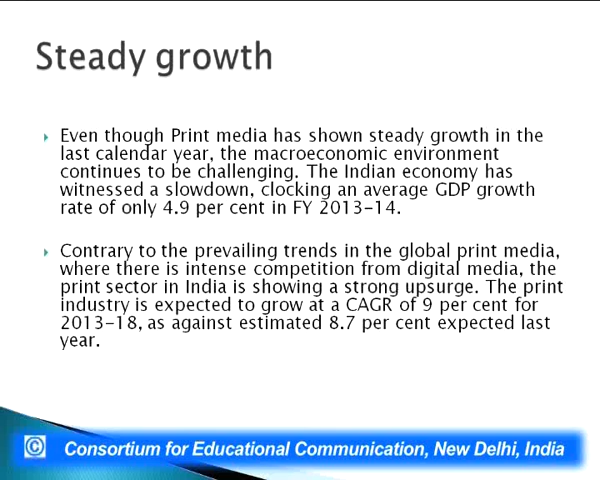 Steady growth
Even though Print media has shown steady growth in the
last calendar year, the macroeconomic environment
continues to be challenging. The Indian economy has
witnessed a slowdown, clocking an average GDP growth
rate of only 4.9 per cent in FY 2013-14.
Contrary to the prevailing trends in the global print media,
where there is intense competition from digital media, the
print sector in India is showing a strong upsurge. The print
industry is expected to grow at a CAGR of 9 per cent for
2013-18, as against estimated 8.7 per cent expected last
year.
© Consortium for Educational Communication, New Delhi, India